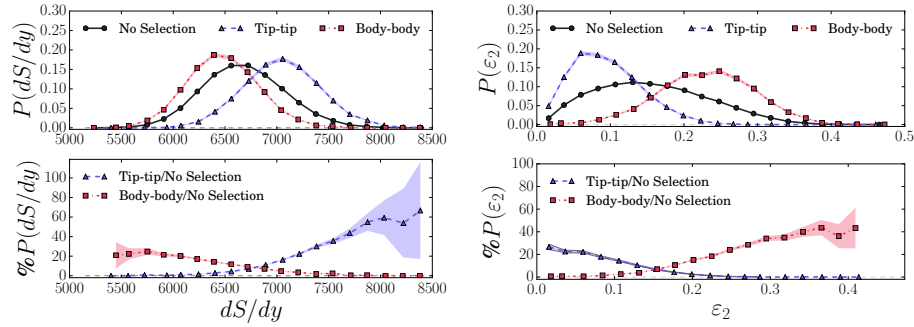 P(dS/dy)
0.30
0.25
0.20
0.15
0.10
0.05
0.00
No Selection Tip-tip Body-body
5000 5500 6000 6500 7000 7500 8000 8500
P(ε₂)
0.30
0.25
0.20
0.15
0.10
0.05
0.00
No Selection Tip-tip Body-body
0.0 0.1 0.2 0.3 0.4 0.5
%P(dS/dy)
100
80
60
40
20
0
Tip-tip/No Selection
Body-body/No Selection
5000 5500 6000 6500 7000 7500 8000 8500
dS/dy
%P(ε₂)
100
80
60
40
20
0
Tip-tip/No Selection
Body-body/No Selection
0.0 0.1 0.2 0.3 0.4
ε₂